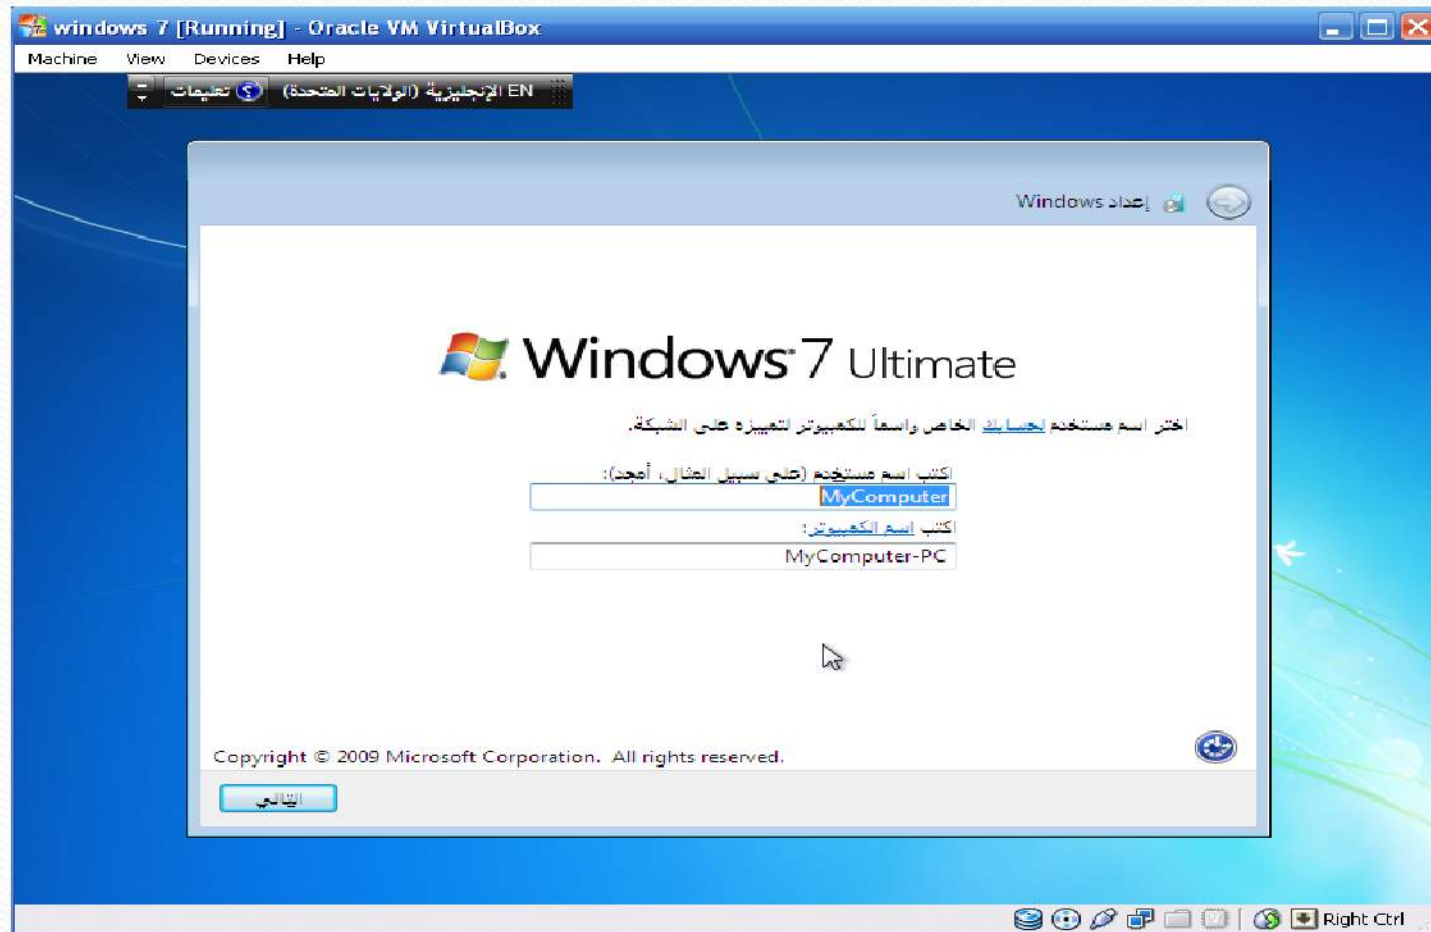 windows 7 [Running] - Oracle VM VirtualBox
Machine View Devices Help
EN الإنجليزية (الولايات المتحدة) تعليمات
إعداد Windows
Windows 7 Ultimate
اختر اسم مستخدم لحسابك الخاص واسماً للكمبيوتر لتمييزه على الشبكة.
اكتب اسم مستخدم (على سبيل المثال، أمجد):
MyComputer
اكتب اسم الكمبيوتر:
MyComputer-PC
Copyright © 2009 Microsoft Corporation. All rights reserved.
التالي
Right Ctrl